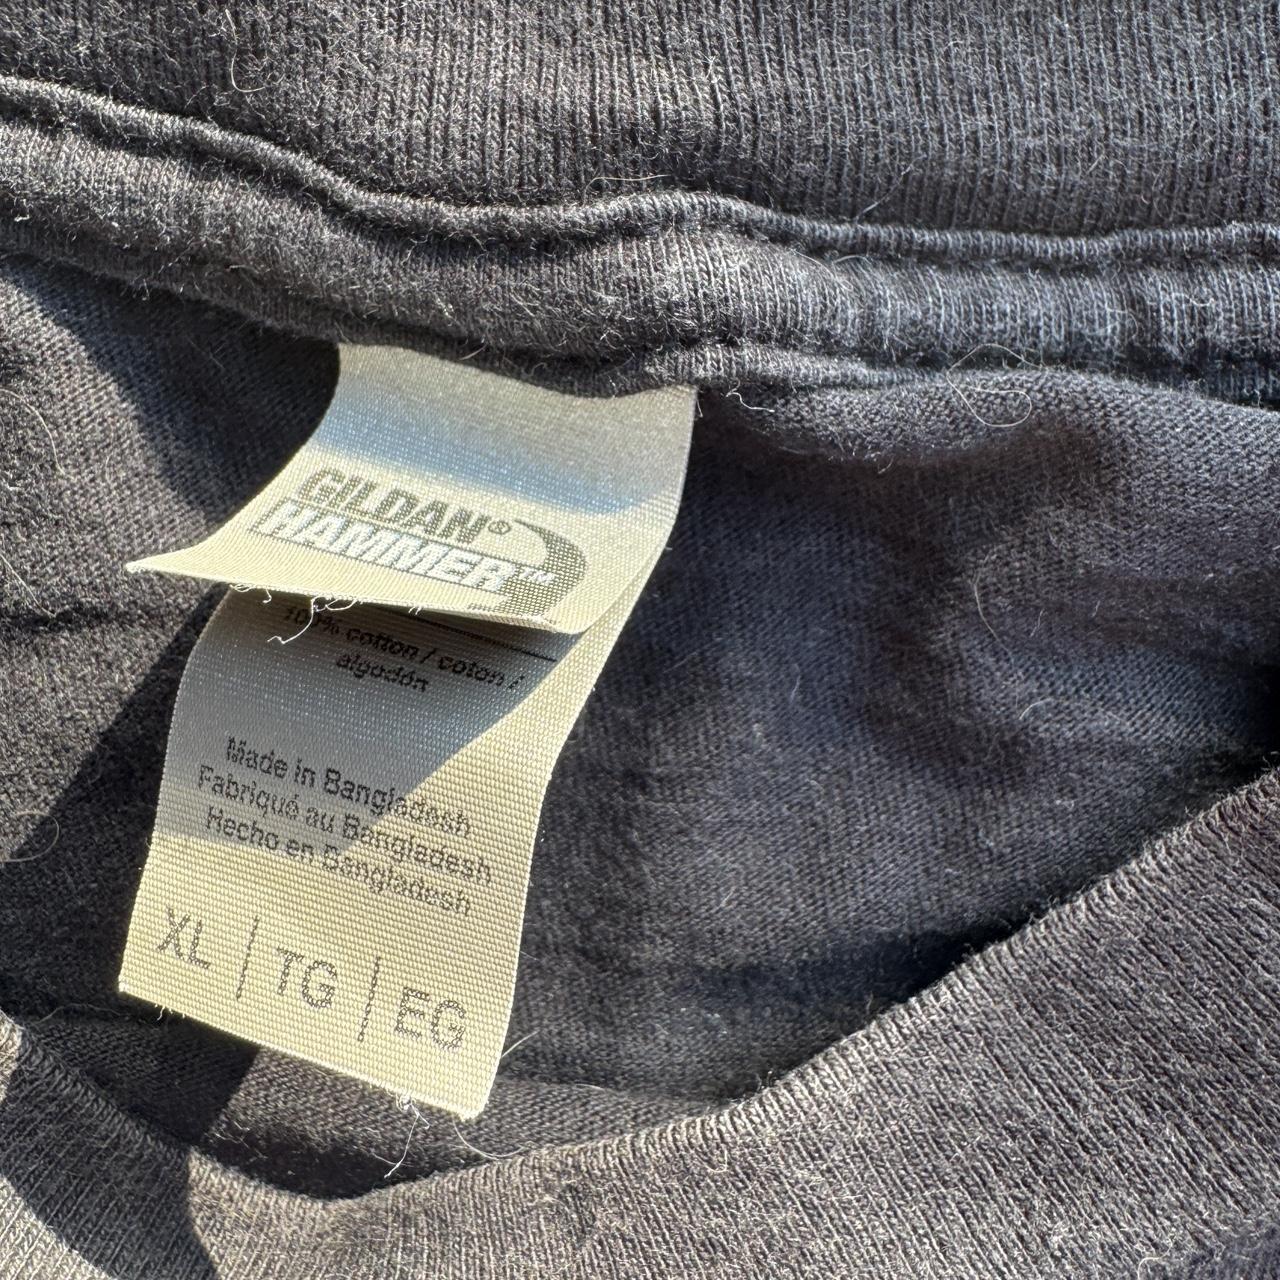 GILDAN®
HAMMER™
100% cotton / coton /
algodón
Made in Bangladesh
Fabriqué au Bangladesh
Hecho en Bangladesh
XL | TG | EG